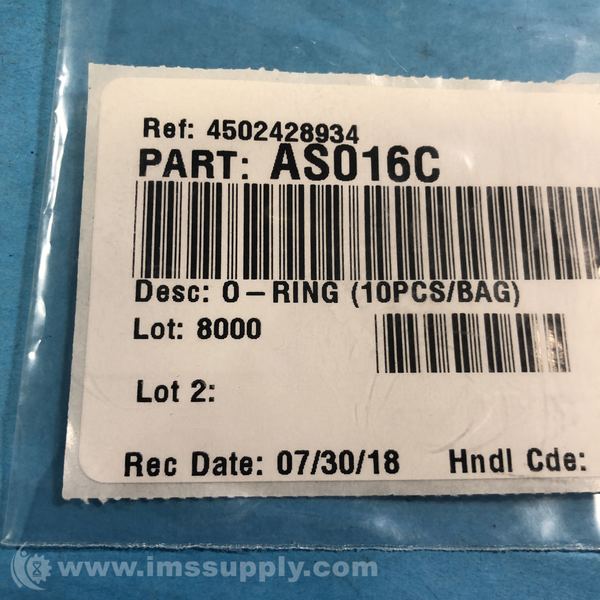 Ref: 4502428934
PART: ASO16C
Desc: O-RING (10PCS/BAG)
Lot: 8000
Lot 2:
Rec Date: 07/30/18 Hndl Cde:
www.imssupply.com